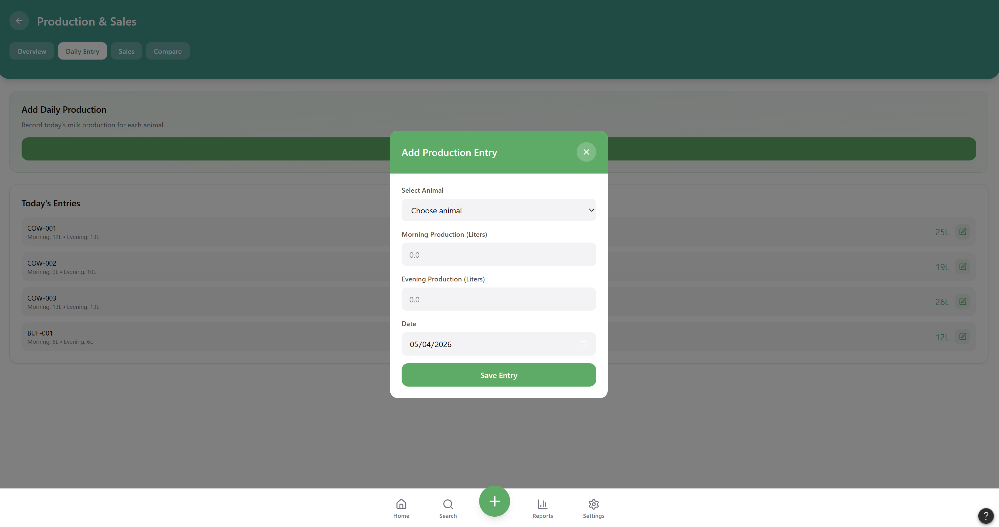 Production & Sales
Overview
Daily Entry
Sales
Compare
Add Daily Production
Record today's milk production for each animal
Add Production Entry
Select Animal
Choose animal
Morning Production (Liters)
0.0
Evening Production (Liters)
0.0
Date
05/04/2026
Save Entry
Today's Entries
COW-001
Morning: 12L • Evening: 13L
25L
COW-002
Morning: 9L • Evening: 10L
19L
COW-003
Morning: 13L • Evening: 13L
26L
BUF-001
Morning: 6L • Evening: 6L
12L
Home
Search
Reports
Settings
?